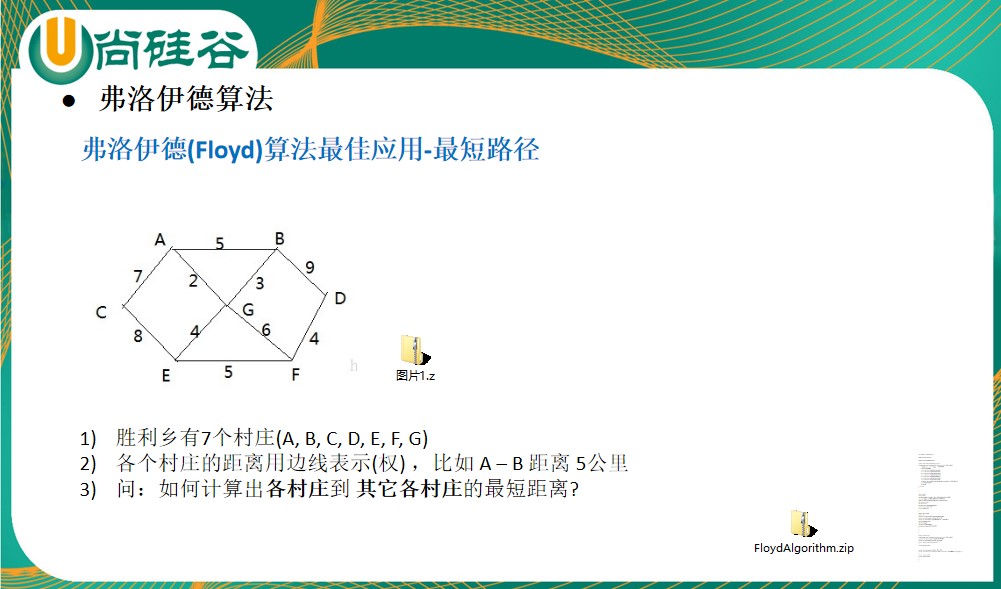 尚硅谷
● 弗洛伊德算法
弗洛伊德(Floyd)算法最佳应用-最短路径
A 5 B
7 2 3 9
C G D
8 4 6 4
E 5 F
h
图片1.z
1) 胜利乡有7个村庄(A, B, C, D, E, F, G)
2) 各个村庄的距离用边线表示(权) ，比如 A – B 距离 5公里
3) 问：如何计算出各村庄到 其它各村庄的最短距离?
FloydAlgorithm.zip